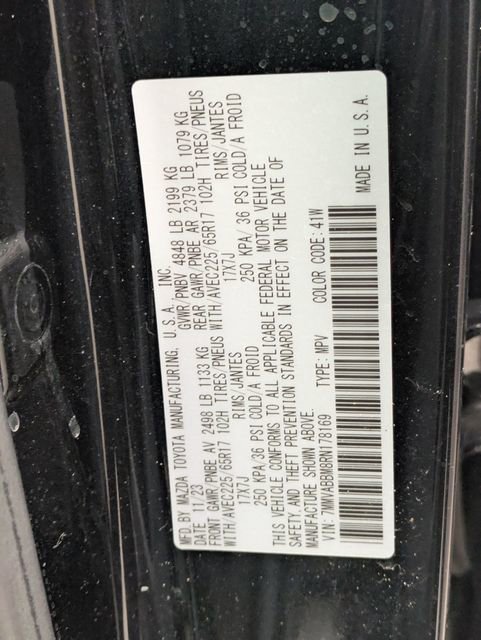 MFD.BY MAZDA TOYOTA MANUFACTURING, U.S.A., INC.
DATE 11/23 GVWR/PNBV 4848 LB 2199 KG
FRONT GAWR/PNBE AV 2498 LB 1133 KG REAR GAWR/PNBE AR 2379 LB 1079 KG
WITH/AVEC225/65R17 102H TIRES/PNEUS WITH/AVEC225/65R17 102H TIRES/PNEUS
17X7J RIMS/JANTES 17X7J RIMS/JANTES
250 KPA/36 PSI COLD/A FROID 250 KPA/ 36 PSI COLD/A FROID
THIS VEHICLE CONFORMS TO ALL APPLICABLE FEDERAL MOTOR VEHICLE
SAFETY, AND THEFT PREVENTION STANDARDS IN EFFECT ON THE DATE OF
MANUFACTURE SHOWN ABOVE.
VIN: 7MMVABBM8RN178169 TYPE: MPV COLOR CODE: 41W
MADE IN U.S.A.